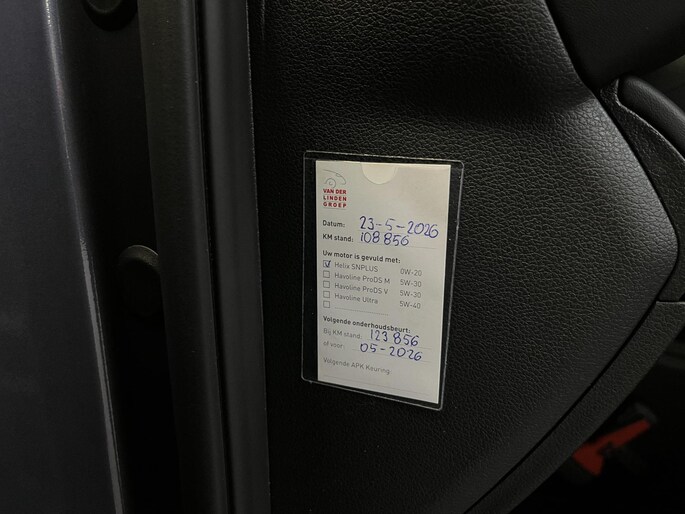 VAN DER
LINDEN
GROEP
Datum: 23-5-2026
KM stand: 108856
Uw motor is gevuld met:
Helix SNPLUS 0W-20
Havoline ProDS M 5W-30
Havoline ProDS V 5W-30
Havoline Ultra 5W-40
Volgende onderhoudsbeurt:
Bij KM stand: 123856
of voor: 05-2026
Volgende APK Keuring: